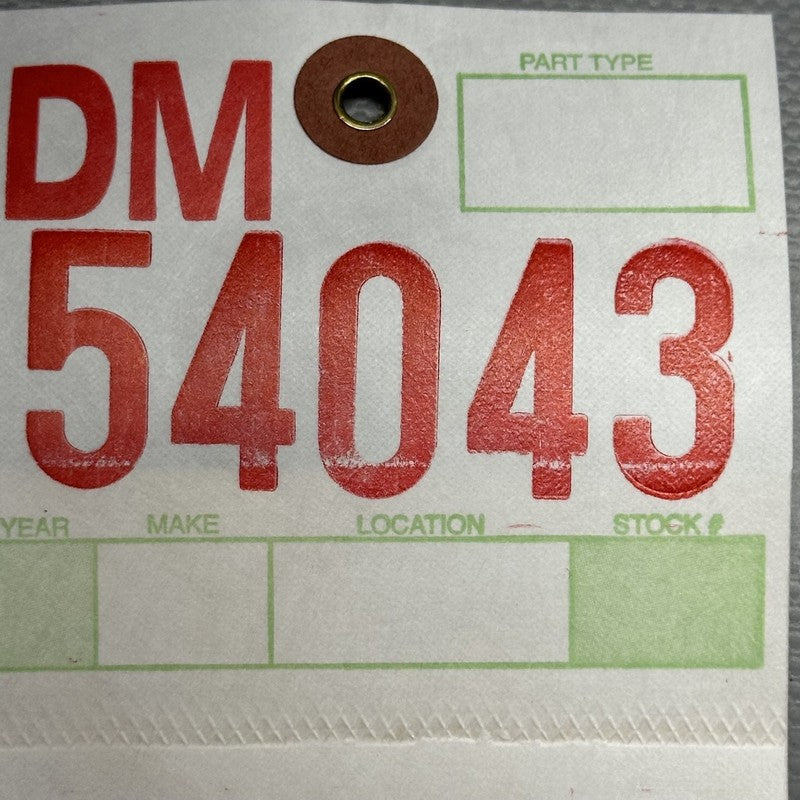 DM
PART TYPE
54043
YEAR MAKE LOCATION STOCK #